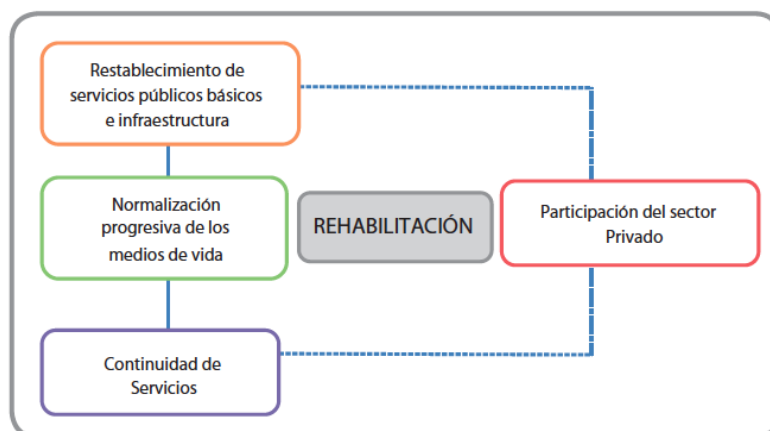 Restablecimiento de
servicios públicos básicos
e infraestructura
Normalización
progresiva de los
medios de vida
REHABILITACIÓN
Participación del sector
Privado
Continuidad de
Servicios